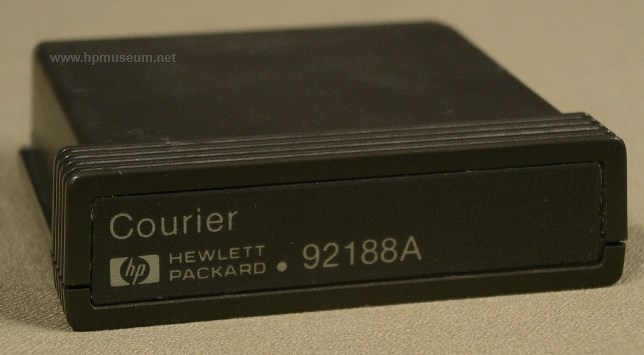 www.hpmuseum.net
Courier
hp HEWLETT
PACKARD • 92188A